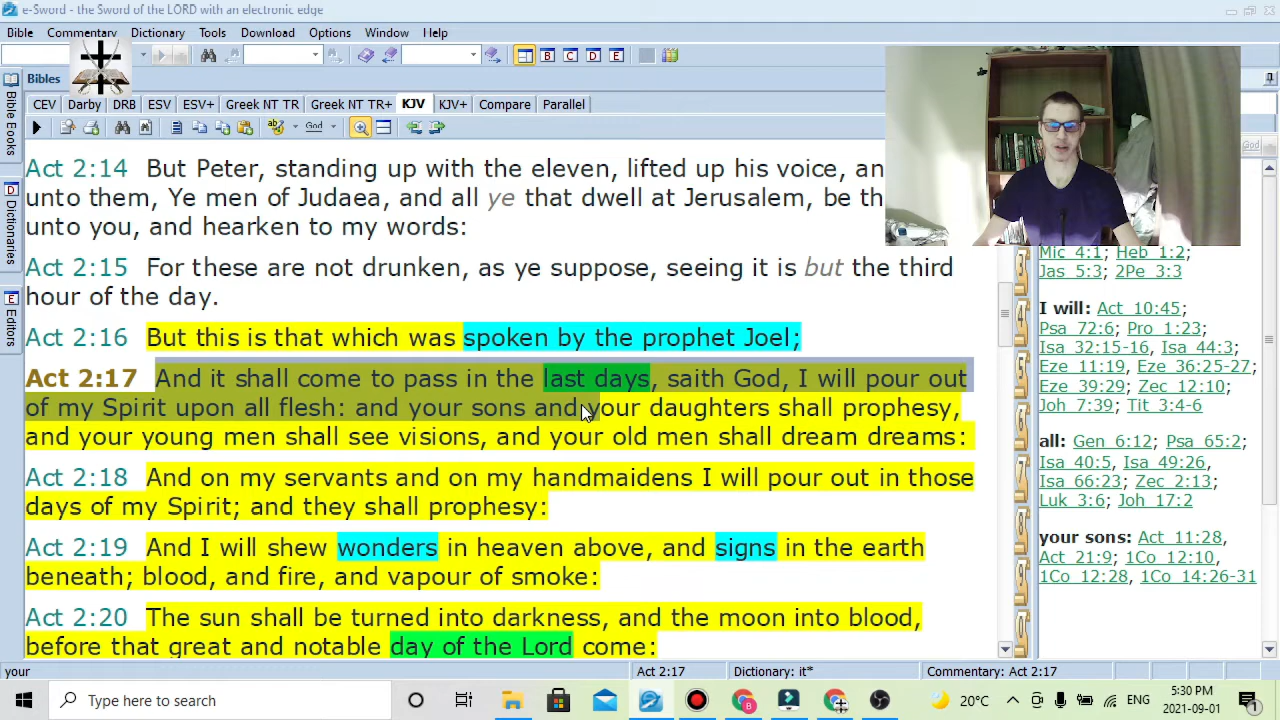 e-Sword - the Sword of the LORD with an electronic edge
Bible Commentary Dictionary Tools Download Options Window Help
B C D E
Bibles
CEV Darby DRB ESV ESV+ Greek NT TR Greek NT TR+ KJV KJV+ Compare Parallel
God
God
Bible Books
Dictionaries
Editors
Act 2:14 But Peter, standing up with the eleven, lifted up his voice, an
unto them, Ye men of Judaea, and all ye that dwell at Jerusalem, be th
unto you, and hearken to my words:
Act 2:15 For these are not drunken, as ye suppose, seeing it is but the third
hour of the day.
Act 2:16 But this is that which was spoken by the prophet Joel;
Act 2:17 And it shall come to pass in the last days, saith God, I will pour out
of my Spirit upon all flesh: and your sons and your daughters shall prophesy,
and your young men shall see visions, and your old men shall dream dreams:
Act 2:18 And on my servants and on my handmaidens I will pour out in those
days of my Spirit; and they shall prophesy:
Act 2:19 And I will shew wonders in heaven above, and signs in the earth
beneath; blood, and fire, and vapour of smoke:
Act 2:20 The sun shall be turned into darkness, and the moon into blood,
before that great and notable day of the Lord come:
3
4
5
6
7
8
9
Mic 4:1; Heb 1:2;
Jas 5:3; 2Pe 3:3
I will: Act 10:45;
Psa 72:6; Pro 1:23;
Isa 32:15-16, Isa 44:3;
Eze 11:19, Eze 36:25-27;
Eze 39:29; Zec 12:10;
Joh 7:39; Tit 3:4-6
all: Gen 6:12; Psa 65:2;
Isa 40:5, Isa 49:26,
Isa 66:23; Zec 2:13;
Luk 3:6; Joh 17:2
your sons: Act 11:28,
Act 21:9; 1Co 12:10,
1Co 12:28, 1Co 14:26-31
your Act 2:17 Dictionary: it* Commentary: Act 2:17
Type here to search
B
20°C ENG
5:30 PM
2021-09-01
1